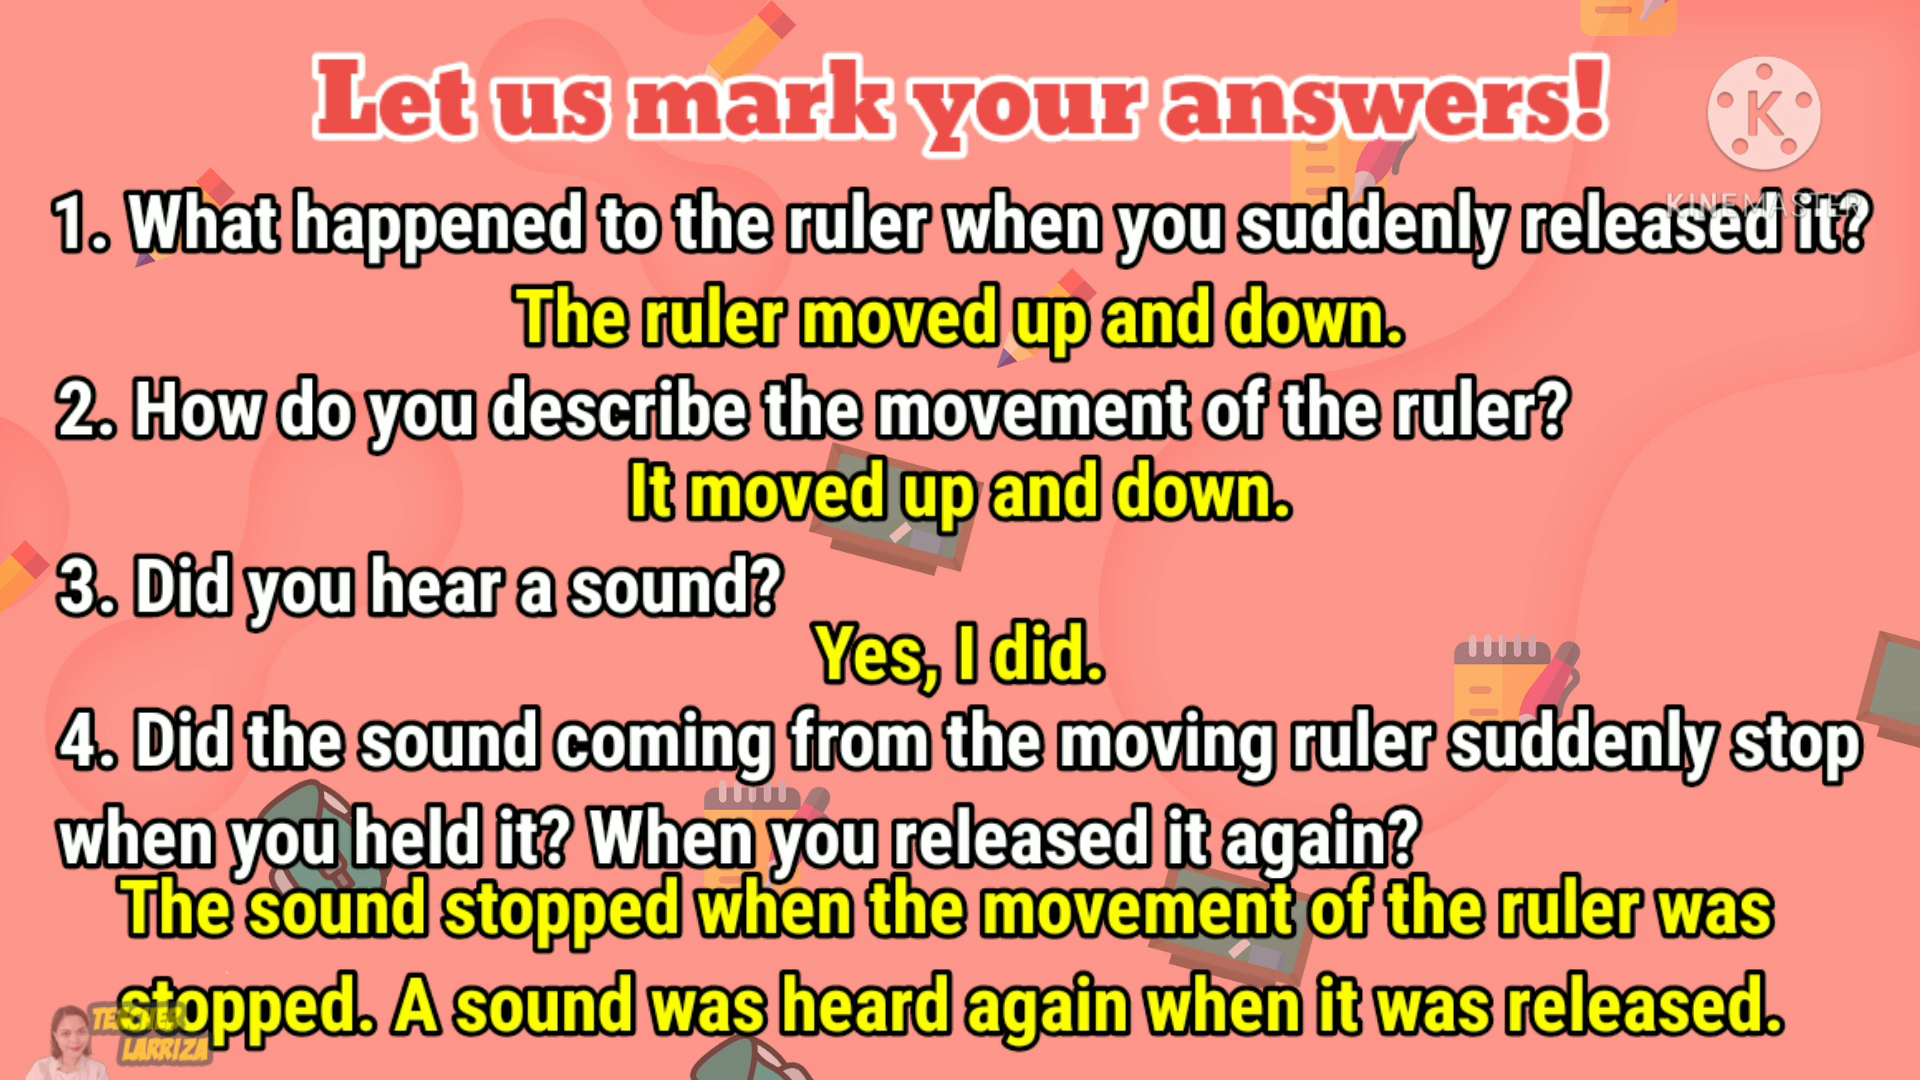 Let us mark your answers!
K
KINEMASTER
1. What happened to the ruler when you suddenly released it?
The ruler moved up and down.
2. How do you describe the movement of the ruler?
It moved up and down.
3. Did you hear a sound?
Yes, I did.
4. Did the sound coming from the moving ruler suddenly stop
when you held it? When you released it again?
The sound stopped when the movement of the ruler was
stopped. A sound was heard again when it was released.
TEACHER
LARRIZA